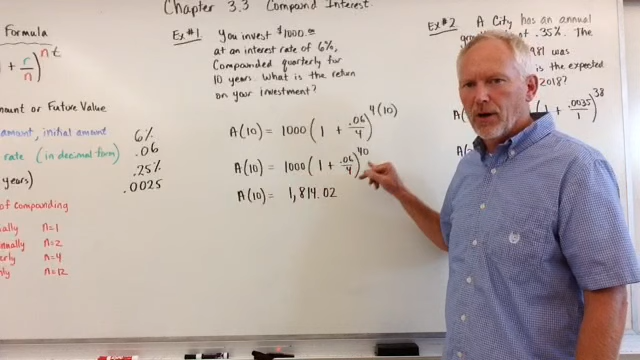 Chapter 3.3 Compound Interest
Formula
+ r/n)^nt
mount or Future Value
amount, initial amount
rate (in decimal form)
years)
of compounding
n=1
nnually n=2
n=4
n=12
6%
.06
.25%
.0025
Ex#1. You invest $1000.00
at an interest rate of 6%,
Compounded quarterly for
10 years. What is the return
on your investment?
A(10) = 1000(1 + .06/4)^4(10)
A(10) = 1000(1 + .06/4)^40
A(10) = 1,814.02
Ex#2. A City has an annual
of .35%. The
981 was
is the expected
2018?
(1 + .0035/1)^38